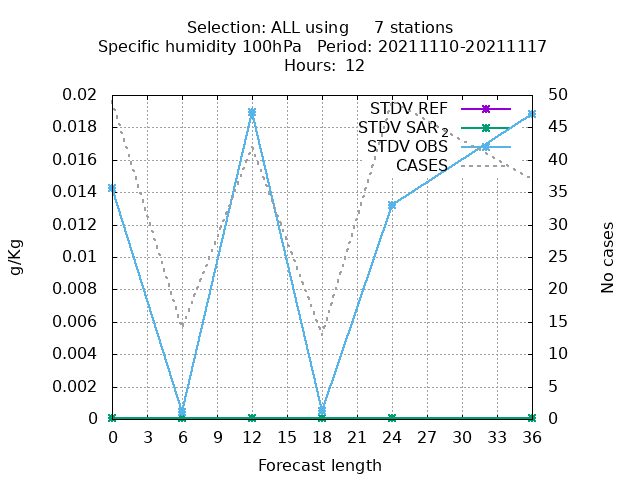 Selection: ALL using 7 stations
Specific humidity 100hPa Period: 20211110-20211117
Hours: 12
0.02
0.018
0.016
0.014
0.012
0.01
0.008
0.006
0.004
0.002
0
g/Kg
STDV REF
STDV SAR 2
STDV OBS
CASES
50
45
40
35
30
25
20
15
10
5
0
No cases
0 3 6 9 12 15 18 21 24 27 30 33 36
Forecast length